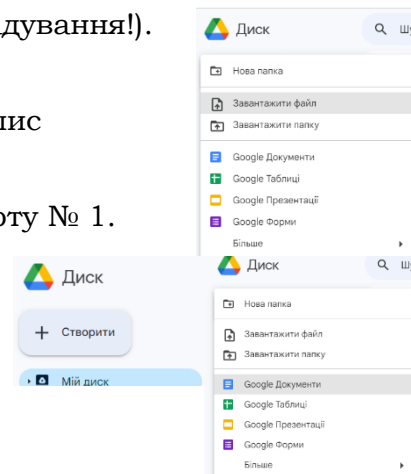 ідування!).
пис
оту № 1.
Диск
Нова папка
Завантажити файл
Завантажити папку
Google Документи
Google Таблиці
Google Презентації
Google Форми
Більше
Диск
Створити
Мій диск
Диск
Нова папка
Завантажити файл
Завантажити папку
Google Документи
Google Таблиці
Google Презентації
Google Форми
Більше